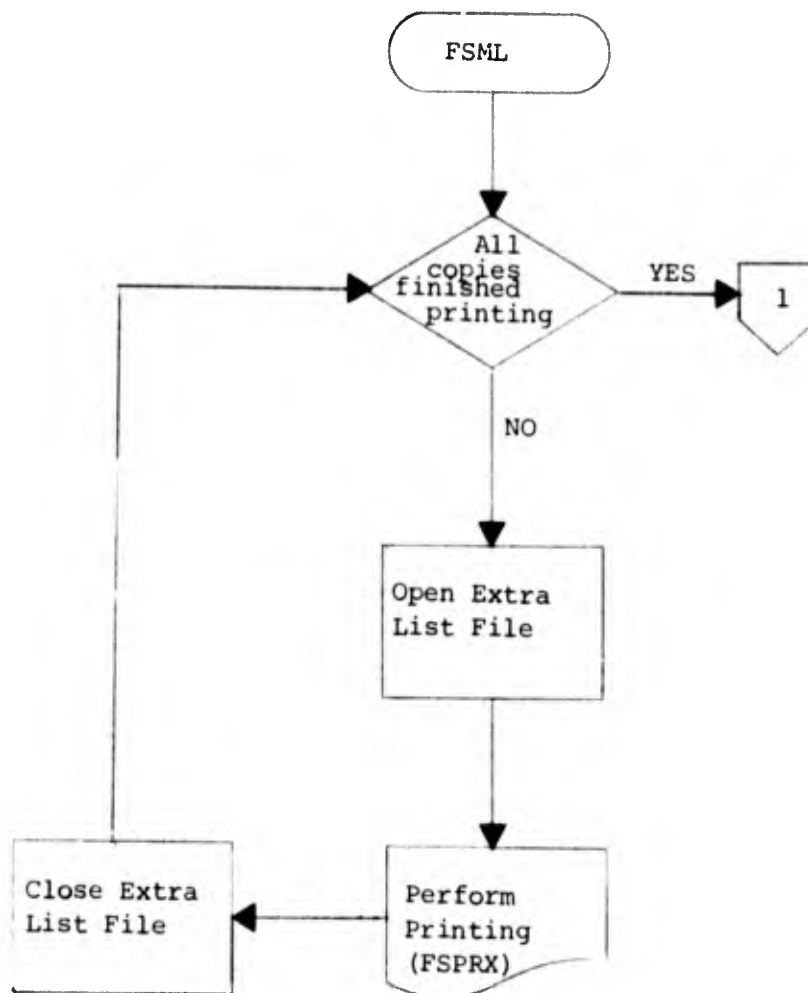 FSML
All
copies
finished
printing
YES
1
NO
Open Extra
List File
Close Extra
List File
Perform
Printing
(FSPRX)